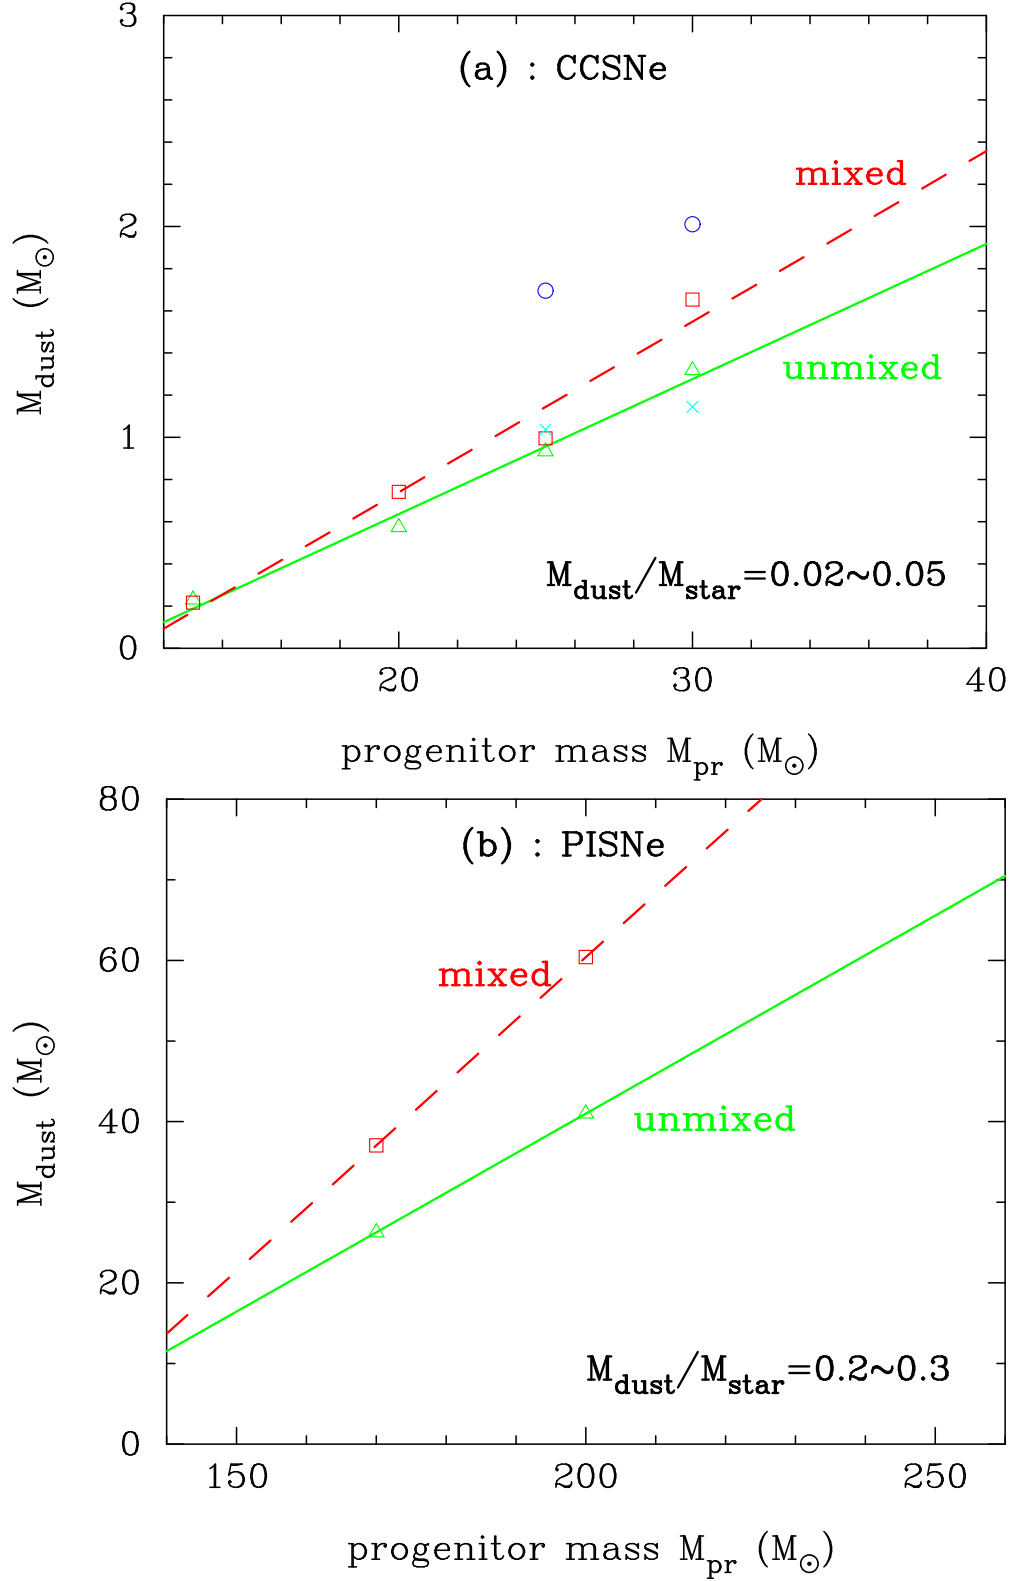 3
(a) : CCSNe
mixed
2
M_dust (M_⊙)
unmixed
1
M_dust/M_star=0.02~0.05
0
20 30 40
progenitor mass M_pr (M_⊙)
80
(b) : PISNe
60
mixed
M_dust (M_⊙)
40
unmixed
20
M_dust/M_star=0.2~0.3
0
150 200 250
progenitor mass M_pr (M_⊙)